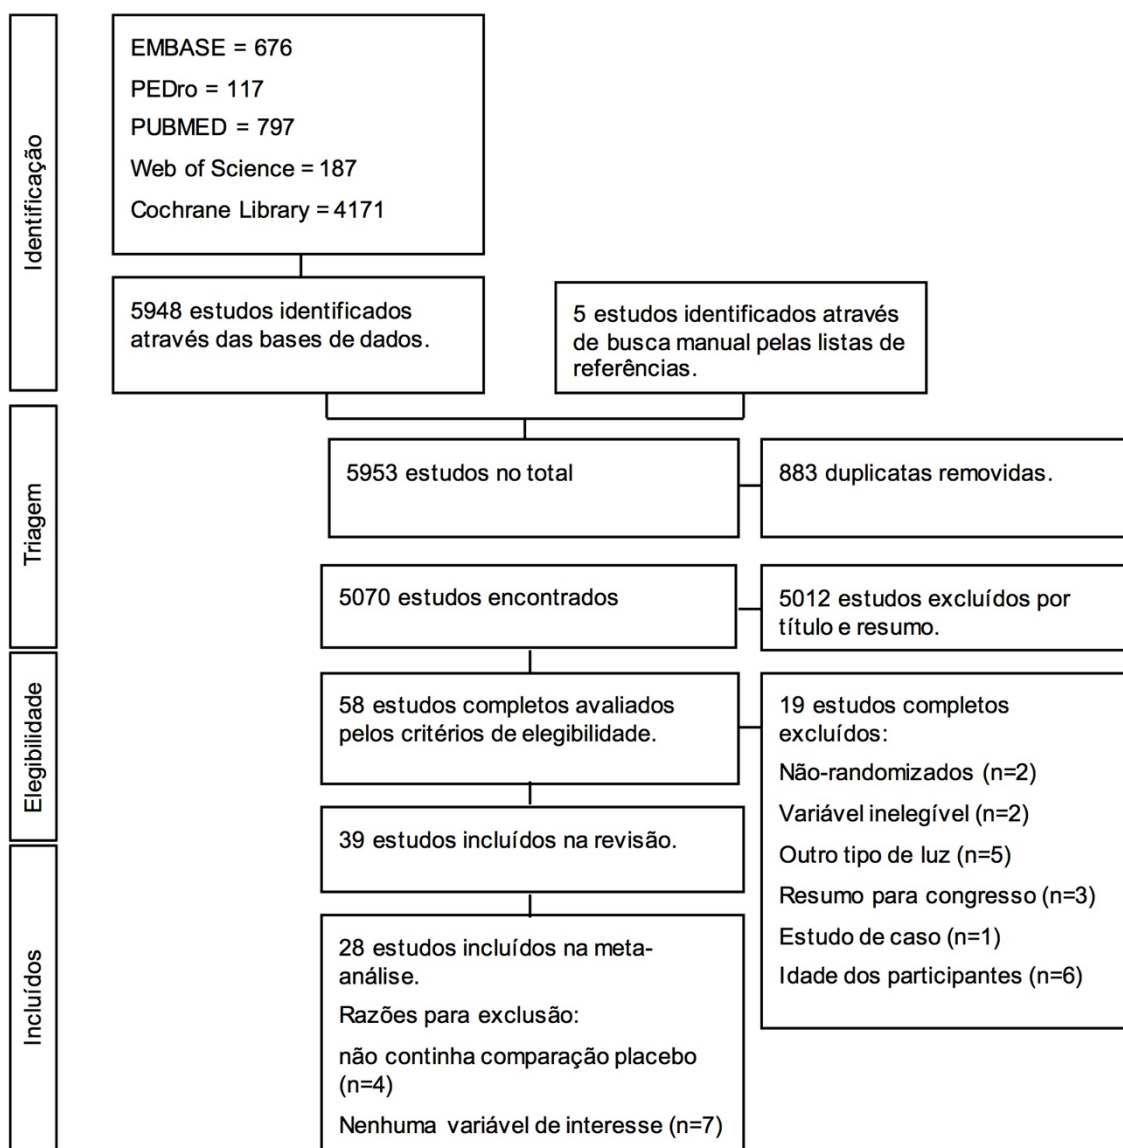 Identificação
EMBASE = 676
PEDro = 117
PUBMED = 797
Web of Science = 187
Cochrane Library = 4171
5948 estudos identificados
através das bases de dados.
5 estudos identificados através
de busca manual pelas listas de
referências.
Triagem
5953 estudos no total
883 duplicatas removidas.
5070 estudos encontrados
5012 estudos excluídos por
título e resumo.
Elegibilidade
58 estudos completos avaliados
pelos critérios de elegibilidade.
19 estudos completos
excluídos:
Não-randomizados (n=2)
Variável inelegível (n=2)
Outro tipo de luz (n=5)
Resumo para congresso (n=3)
Estudo de caso (n=1)
Idade dos participantes (n=6)
39 estudos incluídos na revisão.
Incluídos
28 estudos incluídos na meta-
análise.
Razões para exclusão:
não continha comparação placebo
(n=4)
Nenhuma variável de interesse (n=7)